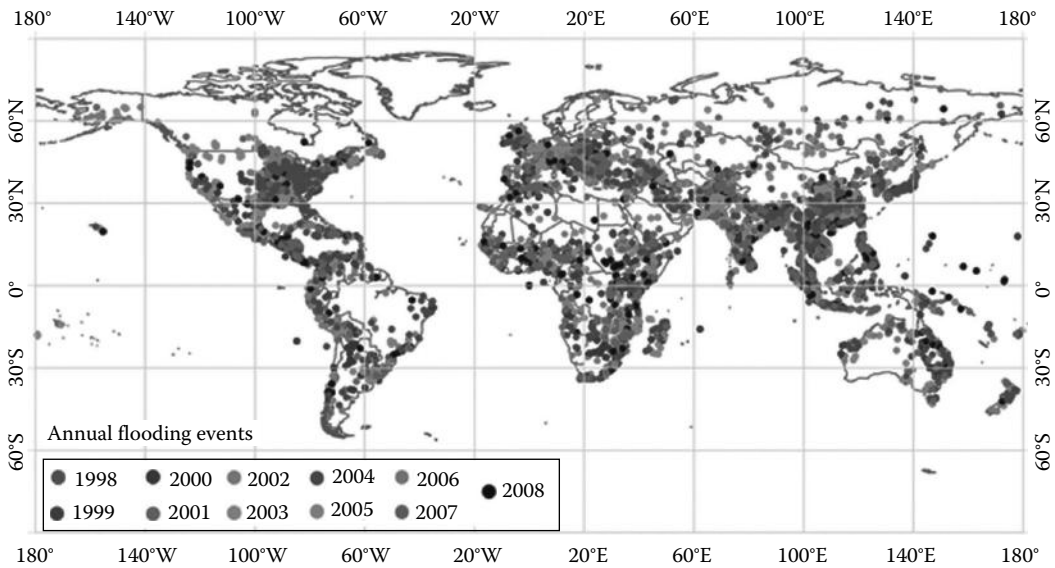 180° 140°W 100°W 60°W 20°W 20°E 60°E 100°E 140°E 180°
60°N 60°N
30°N 30°N
0° 0°
30°S 30°S
60°S 60°S
Annual flooding events
1998 2000 2002 2004 2006 2008
1999 2001 2003 2005 2007
180° 140°W 100°W 60°W 20°W 20°E 60°E 100°E 140°E 180°